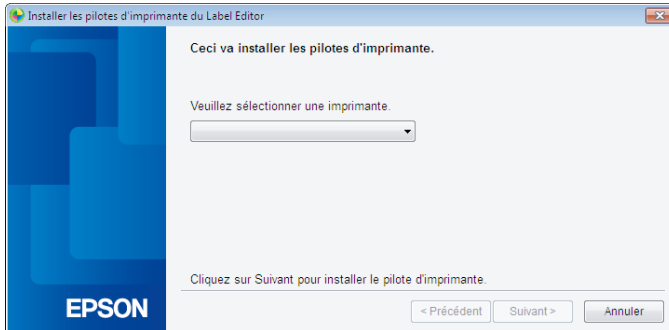 Installer les pilotes d'imprimante du Label Editor
Ceci va installer les pilotes d'imprimante.
Veuillez sélectionner une imprimante.
Cliquez sur Suivant pour installer le pilote d'imprimante.
EPSON
< Précédent
Suivant >
Annuler